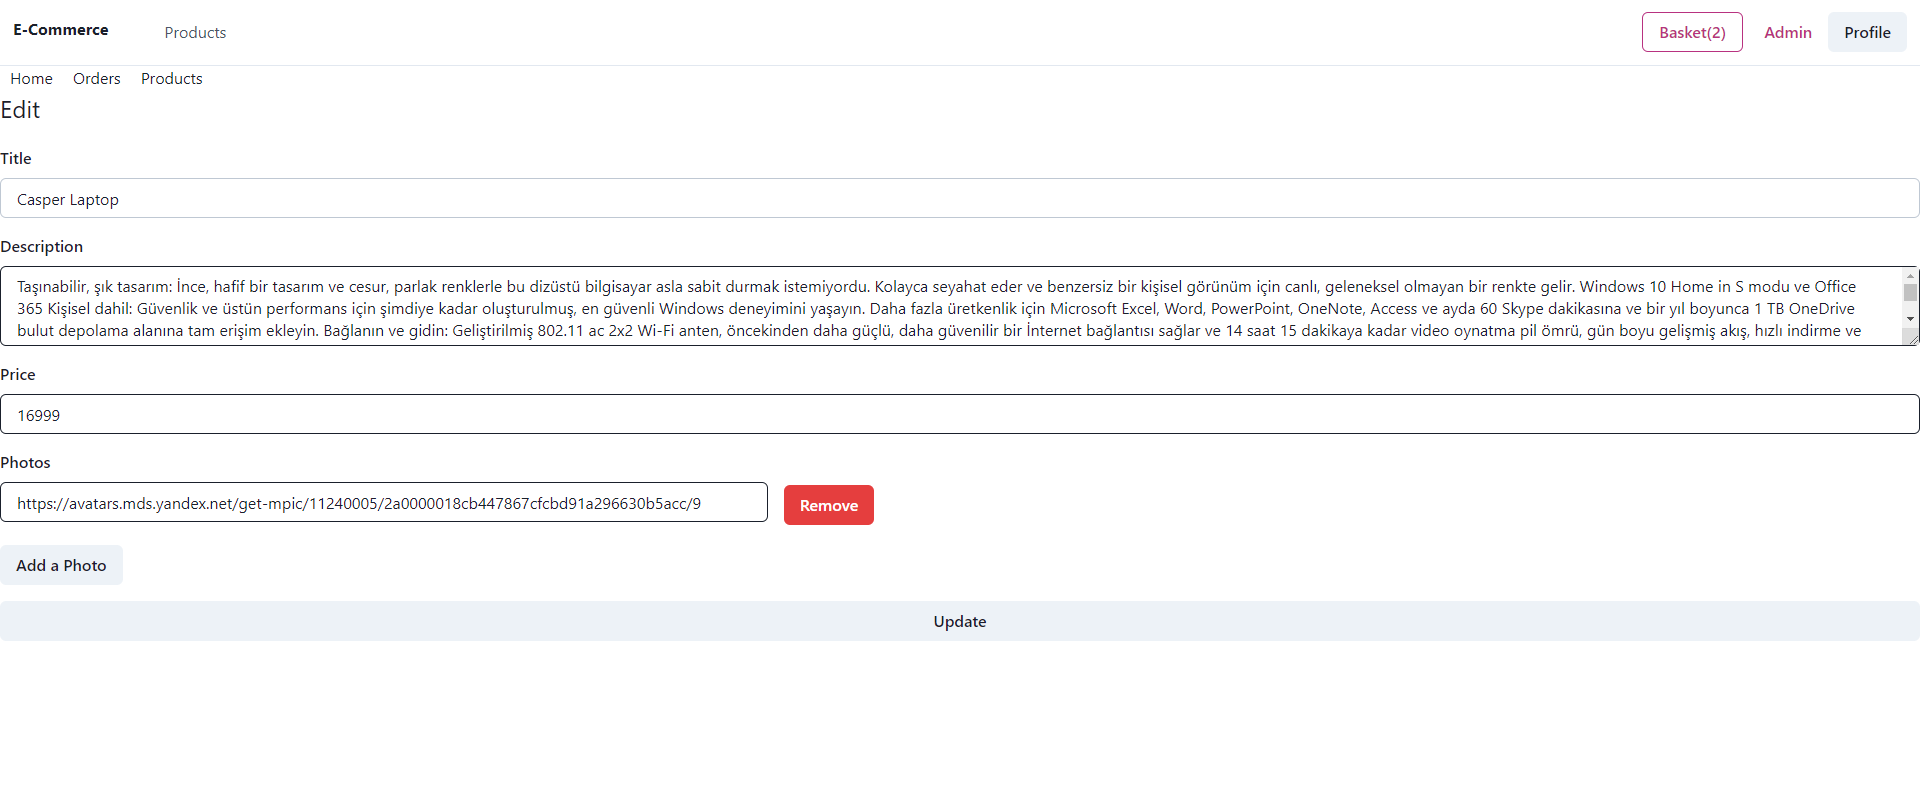 E-Commerce
Products
Basket(2)
Admin
Profile
Home
Orders
Products
Edit
Title
Casper Laptop
Description
Taşınabilir, şık tasarım: İnce, hafif bir tasarım ve cesur, parlak renklerle bu dizüstü bilgisayar asla sabit durmak istemiyordu. Kolayca seyahat eder ve benzersiz bir kişisel görünüm için canlı, geleneksel olmayan bir renkte gelir. Windows 10 Home in S modu ve Office
365 Kişisel dahil: Güvenlik ve üstün performans için şimdiye kadar oluşturulmuş, en güvenli Windows deneyimini yaşayın. Daha fazla üretkenlik için Microsoft Excel, Word, PowerPoint, OneNote, Access ve ayda 60 Skype dakikasına ve bir yıl boyunca 1 TB OneDrive
bulut depolama alanına tam erişim ekleyin. Bağlanın ve gidin: Geliştirilmiş 802.11 ac 2x2 Wi-Fi anten, öncekinden daha güçlü, daha güvenilir bir İnternet bağlantısı sağlar ve 14 saat 15 dakikaya kadar video oynatma pil ömrü, gün boyu gelişmiş akış, hızlı indirme ve
Price
16999
Photos
https://avatars.mds.yandex.net/get-mpic/11240005/2a0000018cb447867cfcbd91a296630b5acc/9
Remove
Add a Photo
Update